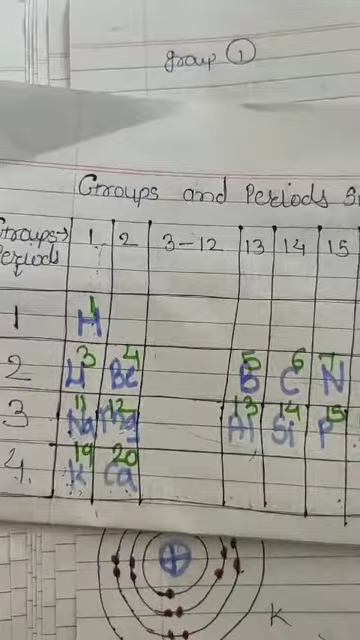 group 1
Groups and Periods
Groups→ 1 2 3-12 13 14 15
Periods
1 H 1
2 Li 3 Be 4 B 5 C 6 N 7
3 Na 11 Mg 12 Al 13 Si 14 P 15
4 K 19 Ca 20
K